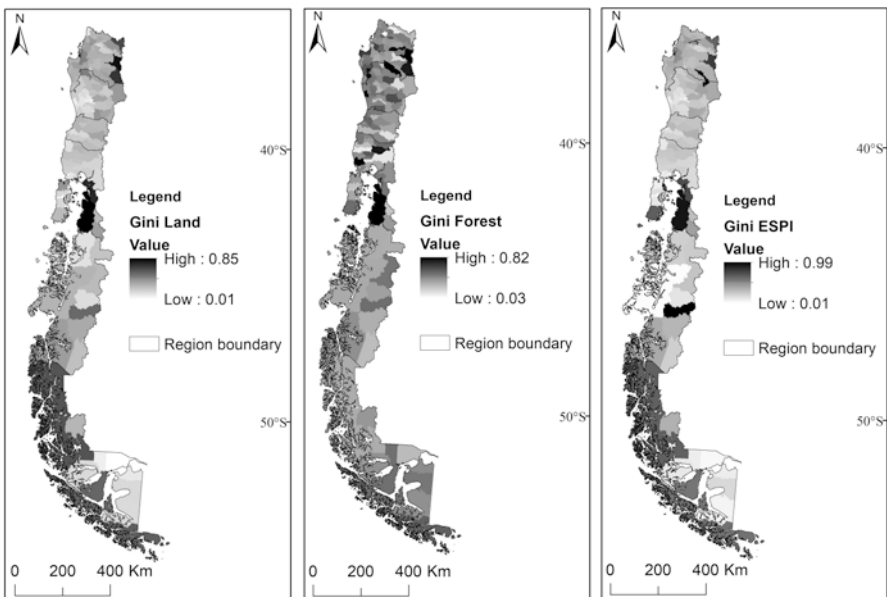 N
40°S
Legend
Gini Land
Value
High : 0.85
Low : 0.01
Region boundary
50°S
0 200 400 Km
N
40°S
Legend
Gini Forest
Value
High : 0.82
Low : 0.03
Region boundary
50°S
0 200 400 Km
N
40°S
Legend
Gini ESPI
Value
High : 0.99
Low : 0.01
Region boundary
50°S
0 200 400 Km